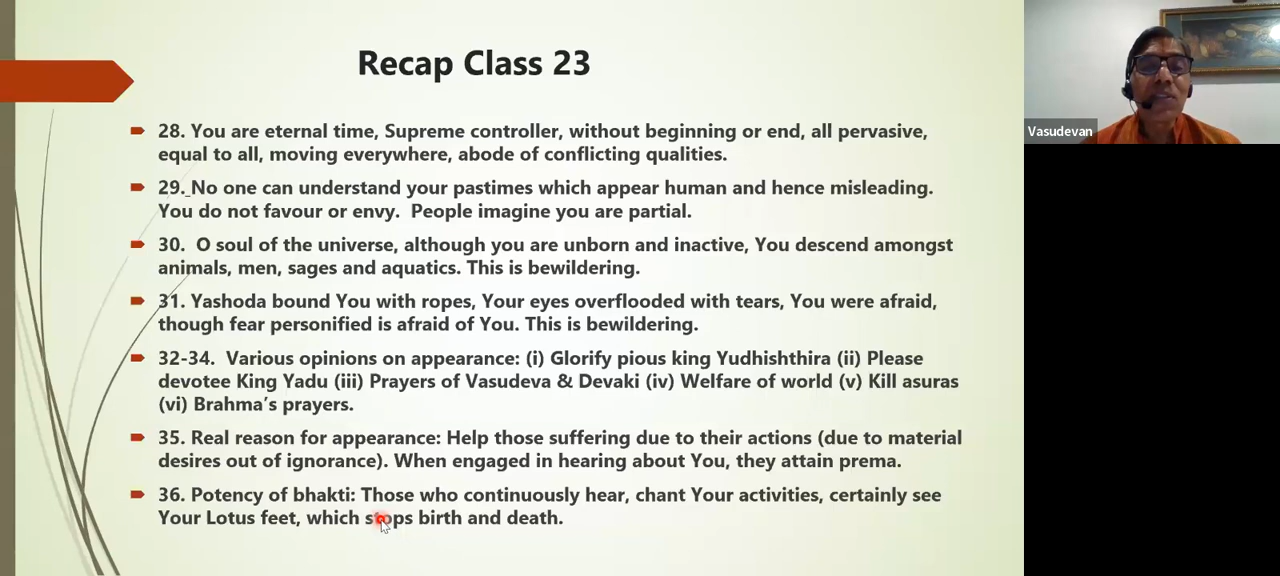 Recap Class 23
28. You are eternal time, Supreme controller, without beginning or end, all pervasive,
equal to all, moving everywhere, abode of conflicting qualities.
29. No one can understand your pastimes which appear human and hence misleading.
You do not favour or envy. People imagine you are partial.
30. O soul of the universe, although you are unborn and inactive, You descend amongst
animals, men, sages and aquatics. This is bewildering.
31. Yashoda bound You with ropes, Your eyes overflooded with tears, You were afraid,
though fear personified is afraid of You. This is bewildering.
32-34. Various opinions on appearance: (i) Glorify pious king Yudhishthira (ii) Please
devotee King Yadu (iii) Prayers of Vasudeva & Devaki (iv) Welfare of world (v) Kill asuras
(vi) Brahma's prayers.
35. Real reason for appearance: Help those suffering due to their actions (due to material
desires out of ignorance). When engaged in hearing about You, they attain prema.
36. Potency of bhakti: Those who continuously hear, chant Your activities, certainly see
Your Lotus feet, which stops birth and death.
Vasudevan